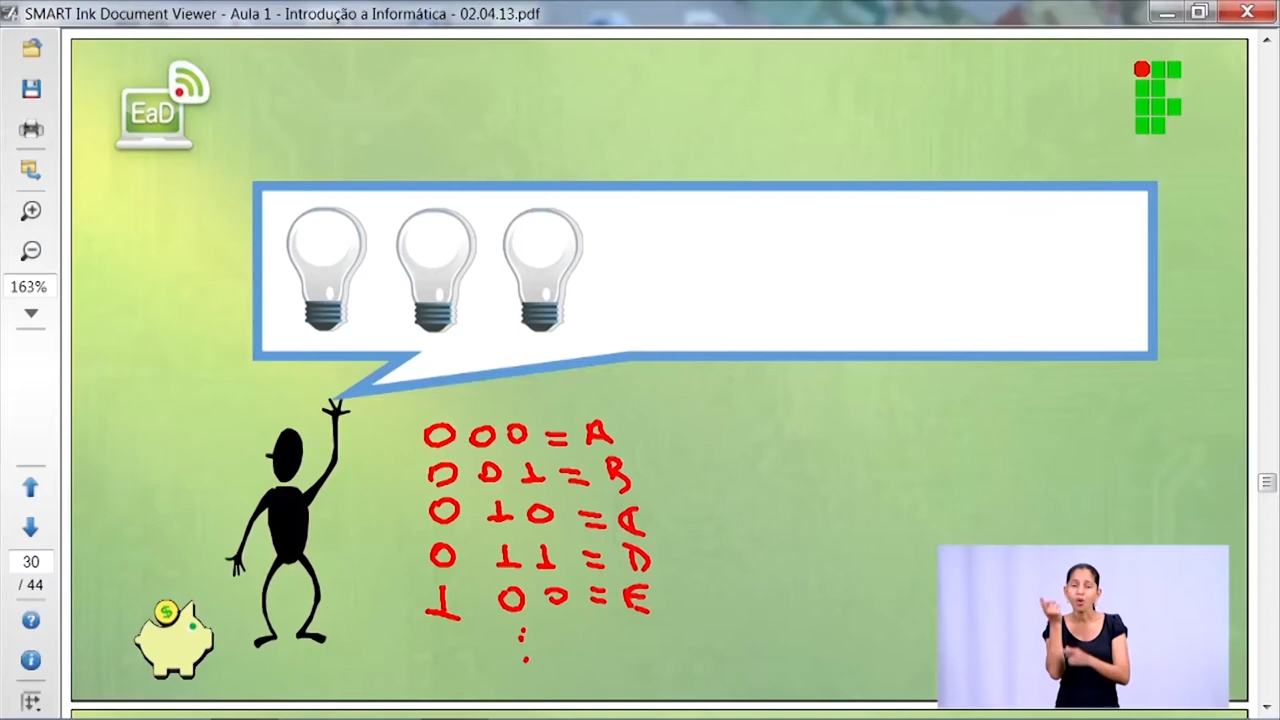 SMART Ink Document Viewer - Aula 1 - Introdução a Informática - 02.04.13.pdf
EaD
163%
000 = A
001 = B
010 = C
011 = D
100 = E
:
30
/ 44
$